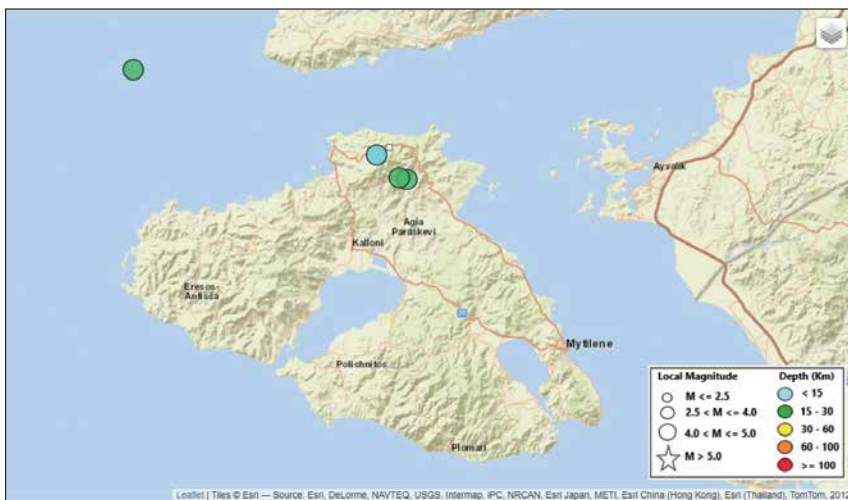 Ayvalik
Agia
Paraskevi
Kalloni
Eresos-
Antissa
Mytilene
Polichnitos
Plomari
Local Magnitude
M <= 2.5
2.5 < M <= 4.0
4.0 < M <= 5.0
M > 5.0
Depth (Km)
< 15
15 - 30
30 - 60
60 - 100
>= 100
Leaflet | Tiles © Esri — Source: Esri, DeLorme, NAVTEQ, USGS, Intermap, iPC, NRCAN, Esri Japan, METI, Esri China (Hong Kong), Esri (Thailand), TomTom, 2012